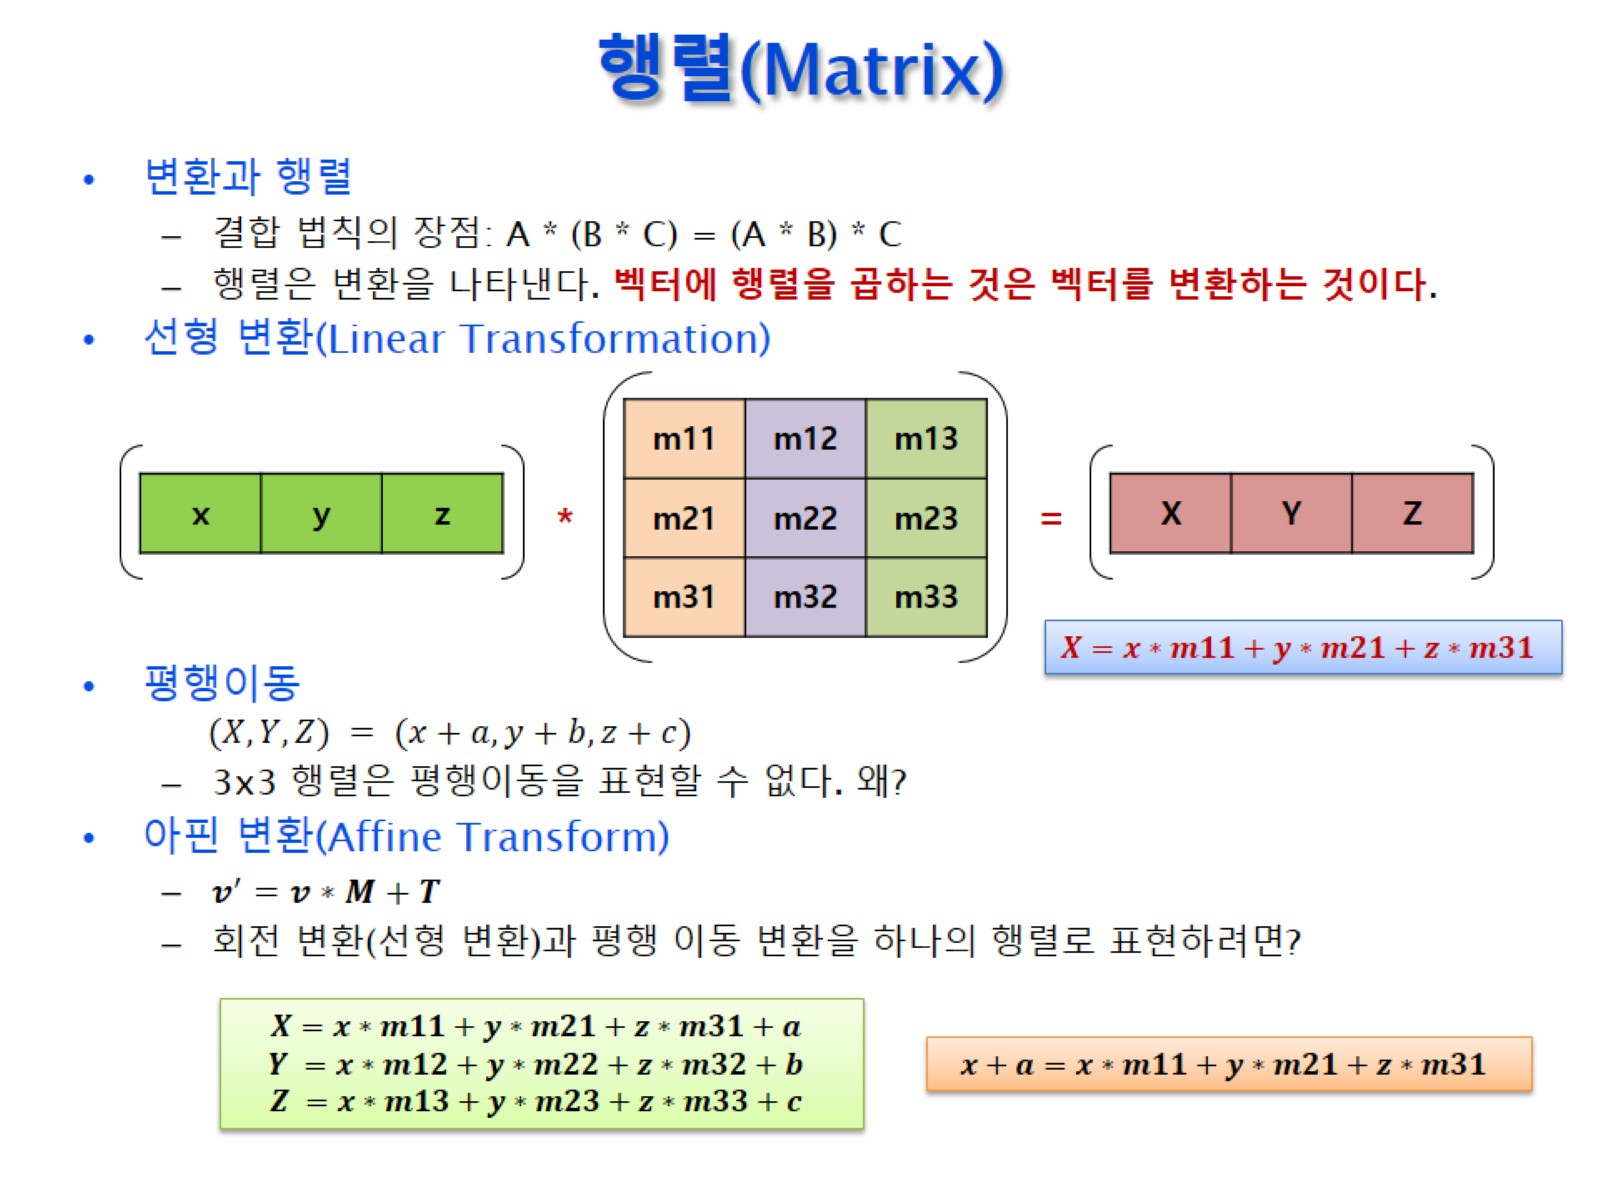 행렬(Matrix)
• 변환과 행렬
– 결합 법칙의 장점: A * (B * C) = (A * B) * C
– 행렬은 변환을 나타낸다. 벡터에 행렬을 곱하는 것은 벡터를 변환하는 것이다.
• 선형 변환(Linear Transformation)
m11 m12 m13
x y z * m21 m22 m23 = X Y Z
m31 m32 m33
X = x * m11 + y * m21 + z * m31
• 평행이동
(X, Y, Z) = (x + a, y + b, z + c)
– 3x3 행렬은 평행이동을 표현할 수 없다. 왜?
• 아핀 변환(Affine Transform)
– v′ = v * M + T
– 회전 변환(선형 변환)과 평행 이동 변환을 하나의 행렬로 표현하려면?
X = x * m11 + y * m21 + z * m31 + a
Y = x * m12 + y * m22 + z * m32 + b
Z = x * m13 + y * m23 + z * m33 + c
x + a = x * m11 + y * m21 + z * m31